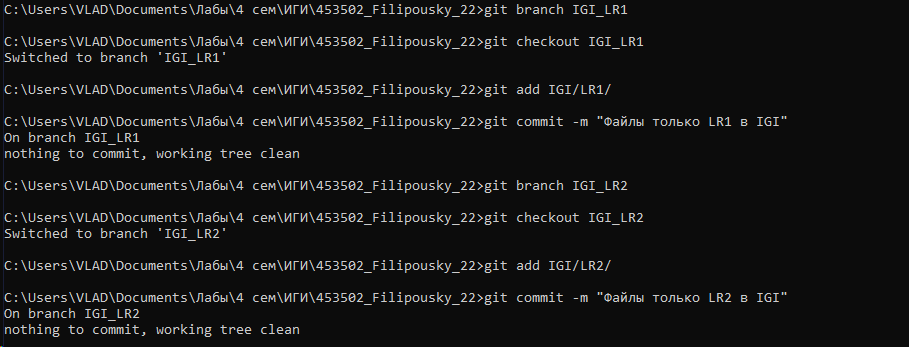 C:\Users\VLAD\Documents\Лабы\4 сем\ИГИ\453502_Filipousky_22>git branch IGI_LR1
C:\Users\VLAD\Documents\Лабы\4 сем\ИГИ\453502_Filipousky_22>git checkout IGI_LR1
Switched to branch 'IGI_LR1'
C:\Users\VLAD\Documents\Лабы\4 сем\ИГИ\453502_Filipousky_22>git add IGI/LR1/
C:\Users\VLAD\Documents\Лабы\4 сем\ИГИ\453502_Filipousky_22>git commit -m "Файлы только LR1 в IGI"
On branch IGI_LR1
nothing to commit, working tree clean
C:\Users\VLAD\Documents\Лабы\4 сем\ИГИ\453502_Filipousky_22>git branch IGI_LR2
C:\Users\VLAD\Documents\Лабы\4 сем\ИГИ\453502_Filipousky_22>git checkout IGI_LR2
Switched to branch 'IGI_LR2'
C:\Users\VLAD\Documents\Лабы\4 сем\ИГИ\453502_Filipousky_22>git add IGI/LR2/
C:\Users\VLAD\Documents\Лабы\4 сем\ИГИ\453502_Filipousky_22>git commit -m "Файлы только LR2 в IGI"
On branch IGI_LR2
nothing to commit, working tree clean